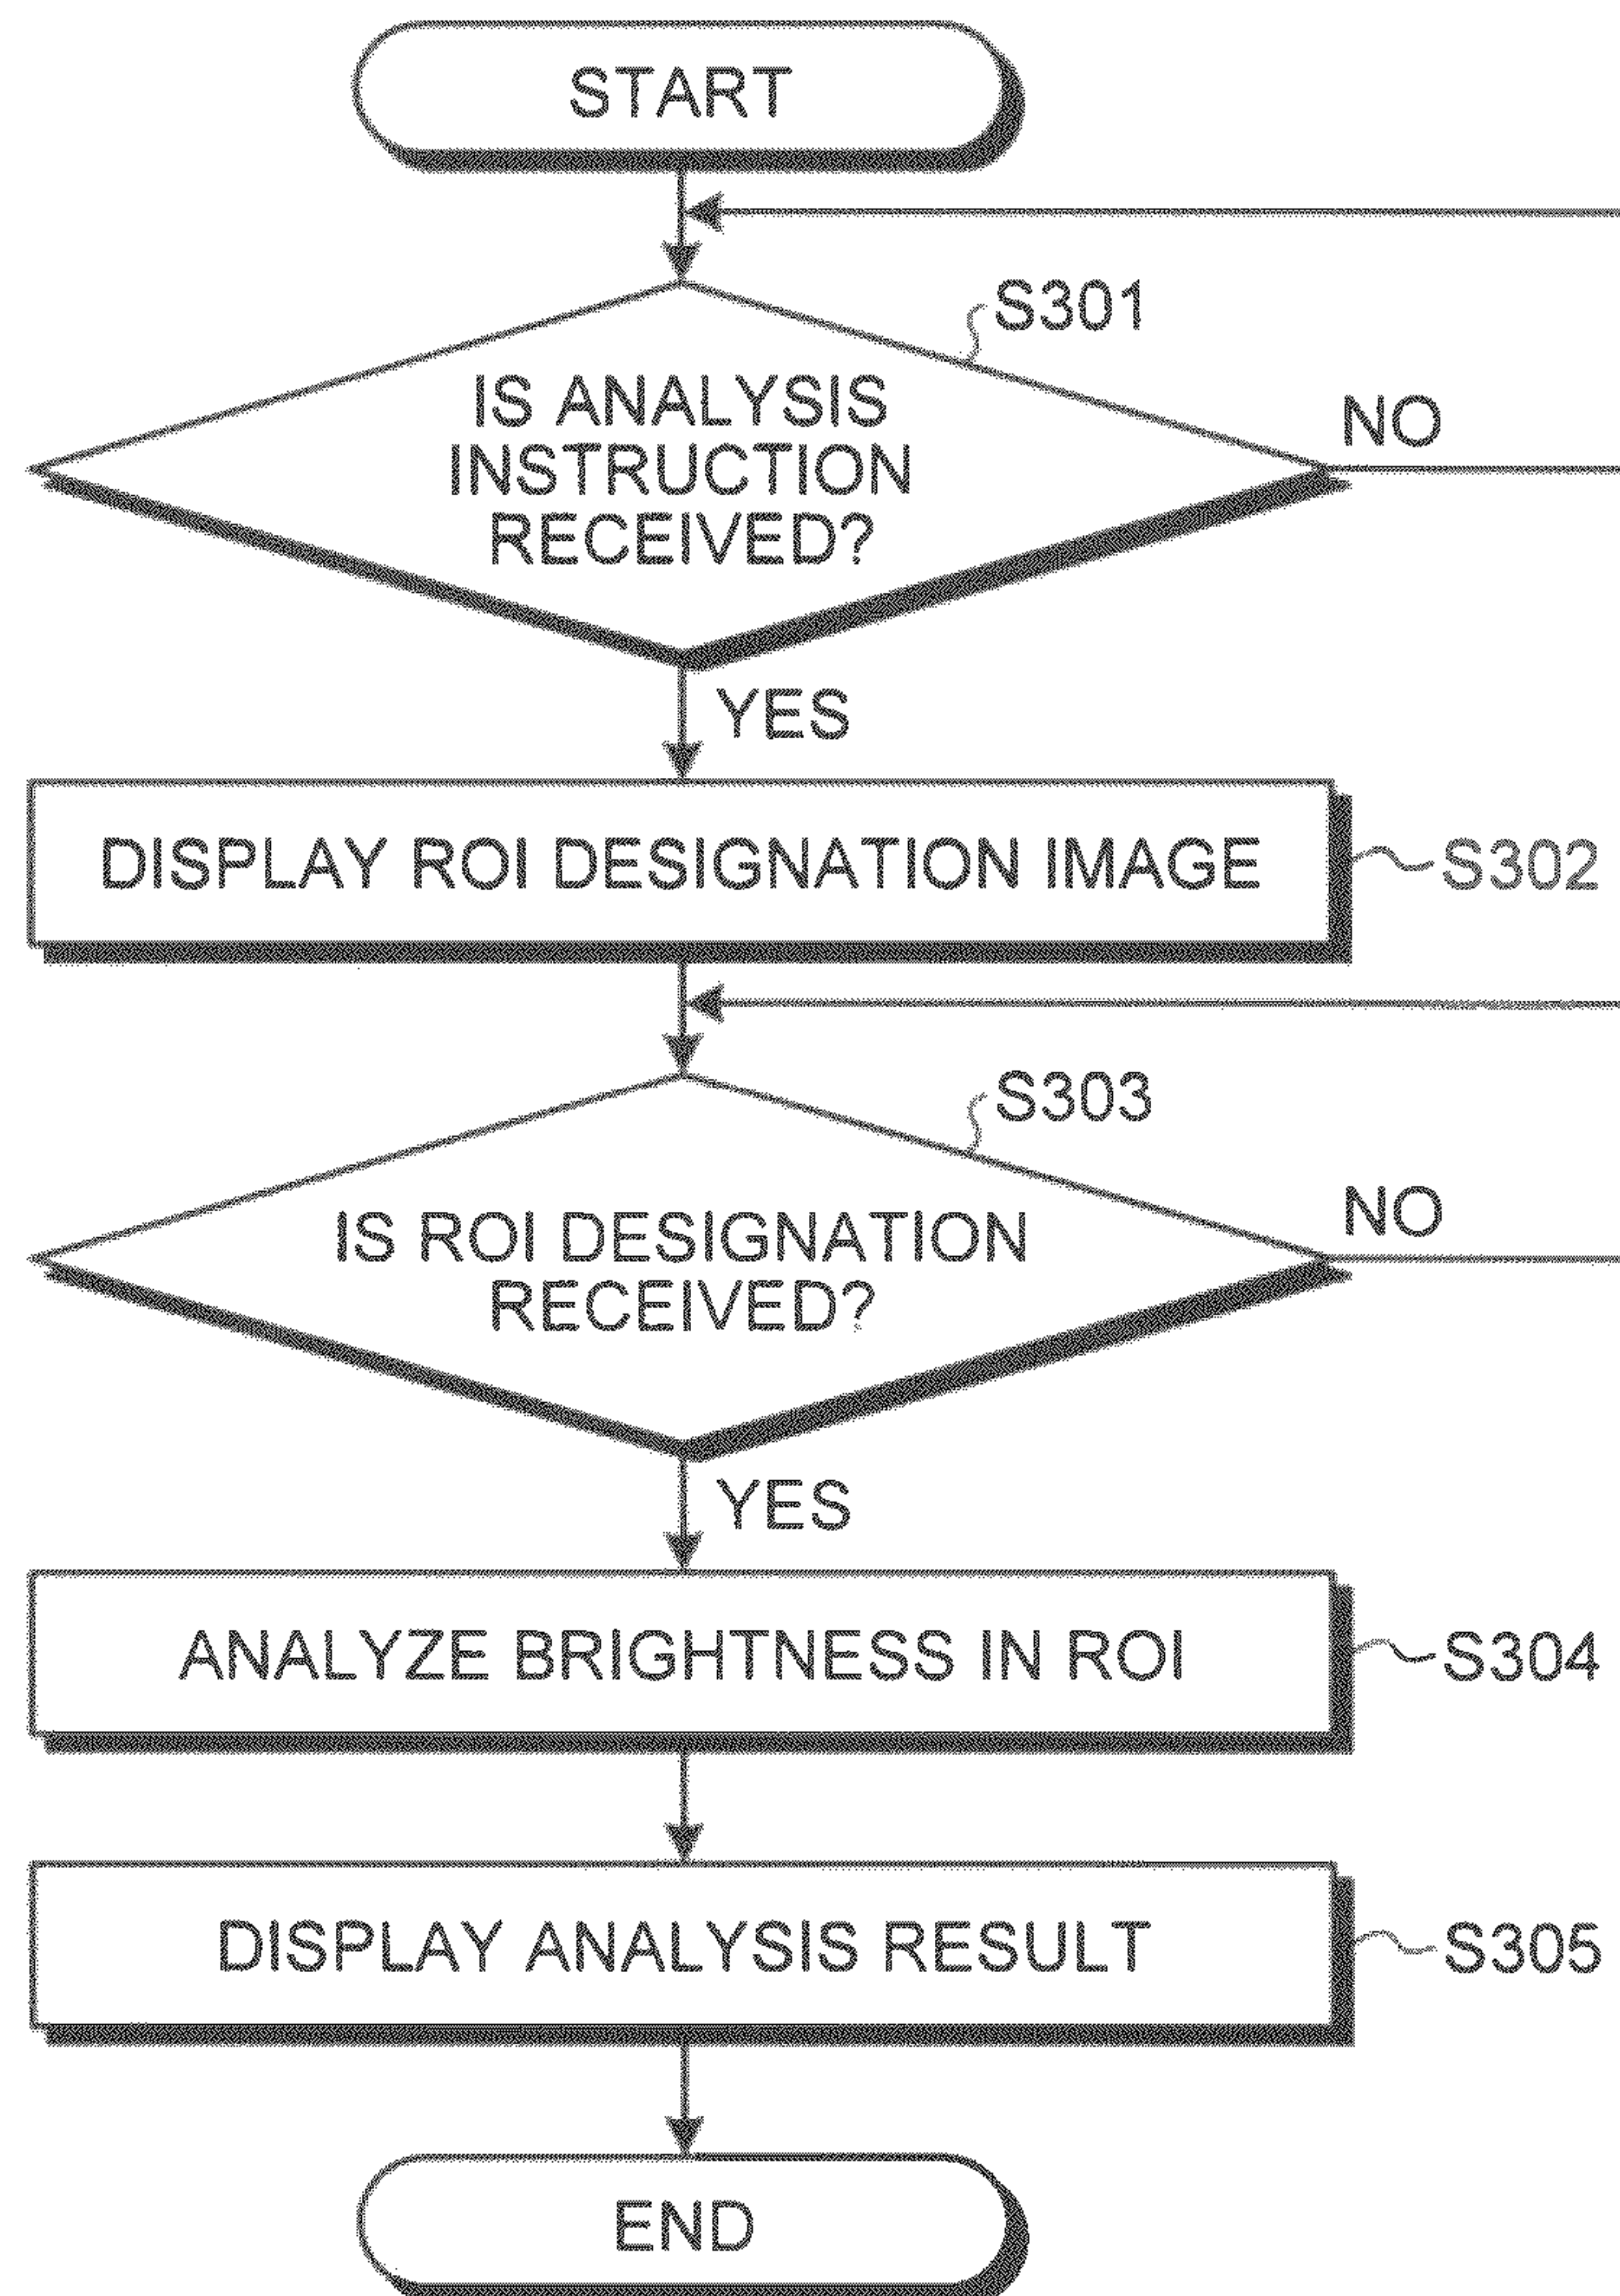 START
S301
IS ANALYSIS
INSTRUCTION
RECEIVED?
NO
YES
DISPLAY ROI DESIGNATION IMAGE
S302
S303
IS ROI DESIGNATION
RECEIVED?
NO
YES
ANALYZE BRIGHTNESS IN ROI
S304
DISPLAY ANALYSIS RESULT
S305
END